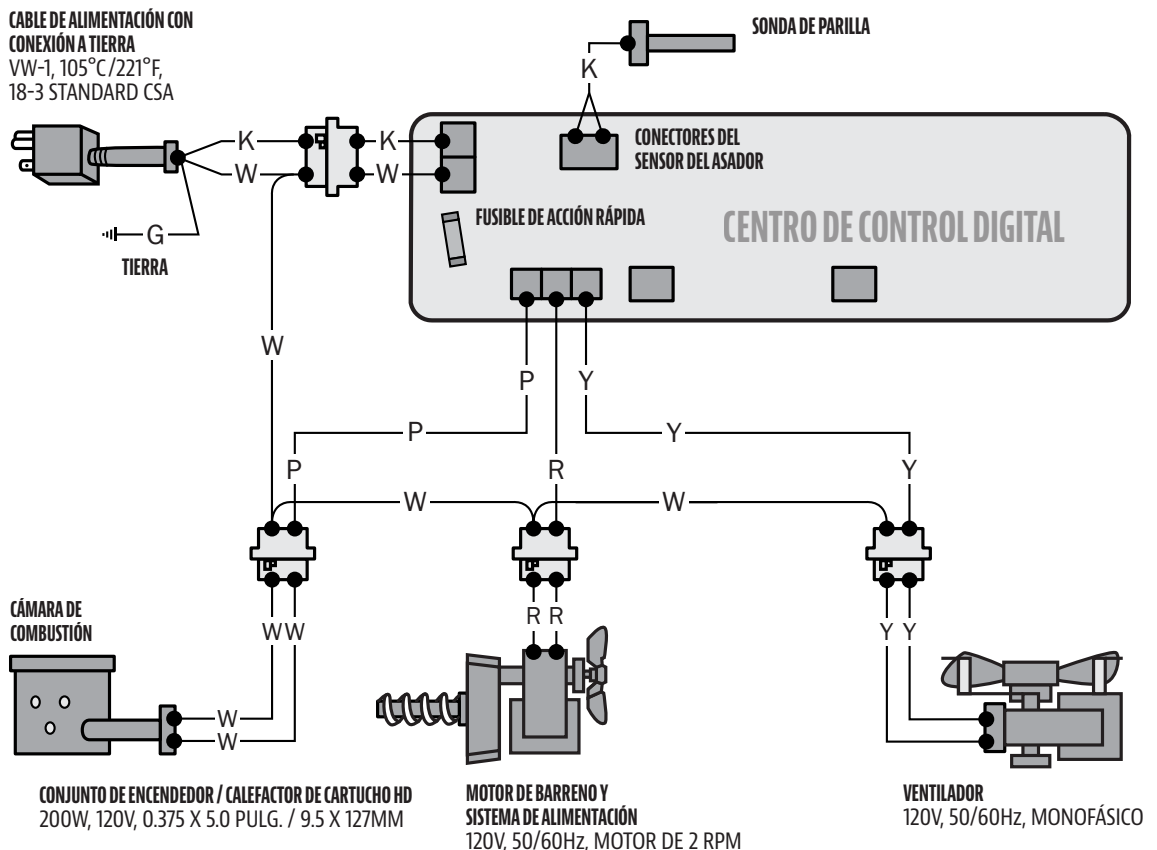 CABLE DE ALIMENTACIÓN CON
CONEXIÓN A TIERRA
VW-1, 105°C/221°F,
18-3 STANDARD CSA
SONDA DE PARILLA
K
CONECTORES DEL
SENSOR DEL ASADOR
K
K
W
W
FUSIBLE DE ACCIÓN RÁPIDA
CENTRO DE CONTROL DIGITAL
G
TIERRA
W
P
Y
P
Y
P
R
Y
W
W
CÁMARA DE
COMBUSTIÓN
W W
R R
Y Y
W
W
CONJUNTO DE ENCENDEDOR / CALEFACTOR DE CARTUCHO HD
200W, 120V, 0.375 X 5.0 PULG. / 9.5 X 127MM
MOTOR DE BARRENO Y
SISTEMA DE ALIMENTACIÓN
120V, 50/60Hz, MOTOR DE 2 RPM
VENTILADOR
120V, 50/60Hz, MONOFÁSICO